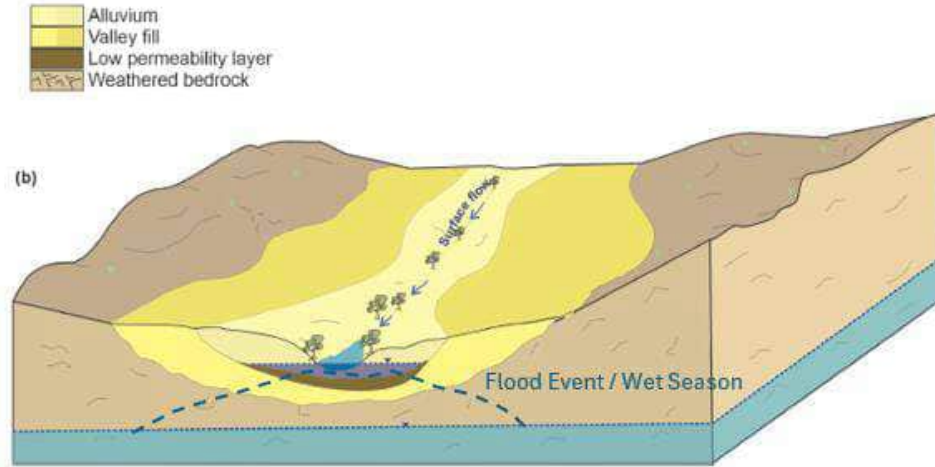 Alluvium
Valley fill
Low permeability layer
Weathered bedrock
(b)
Surface flow
Flood Event / Wet Season